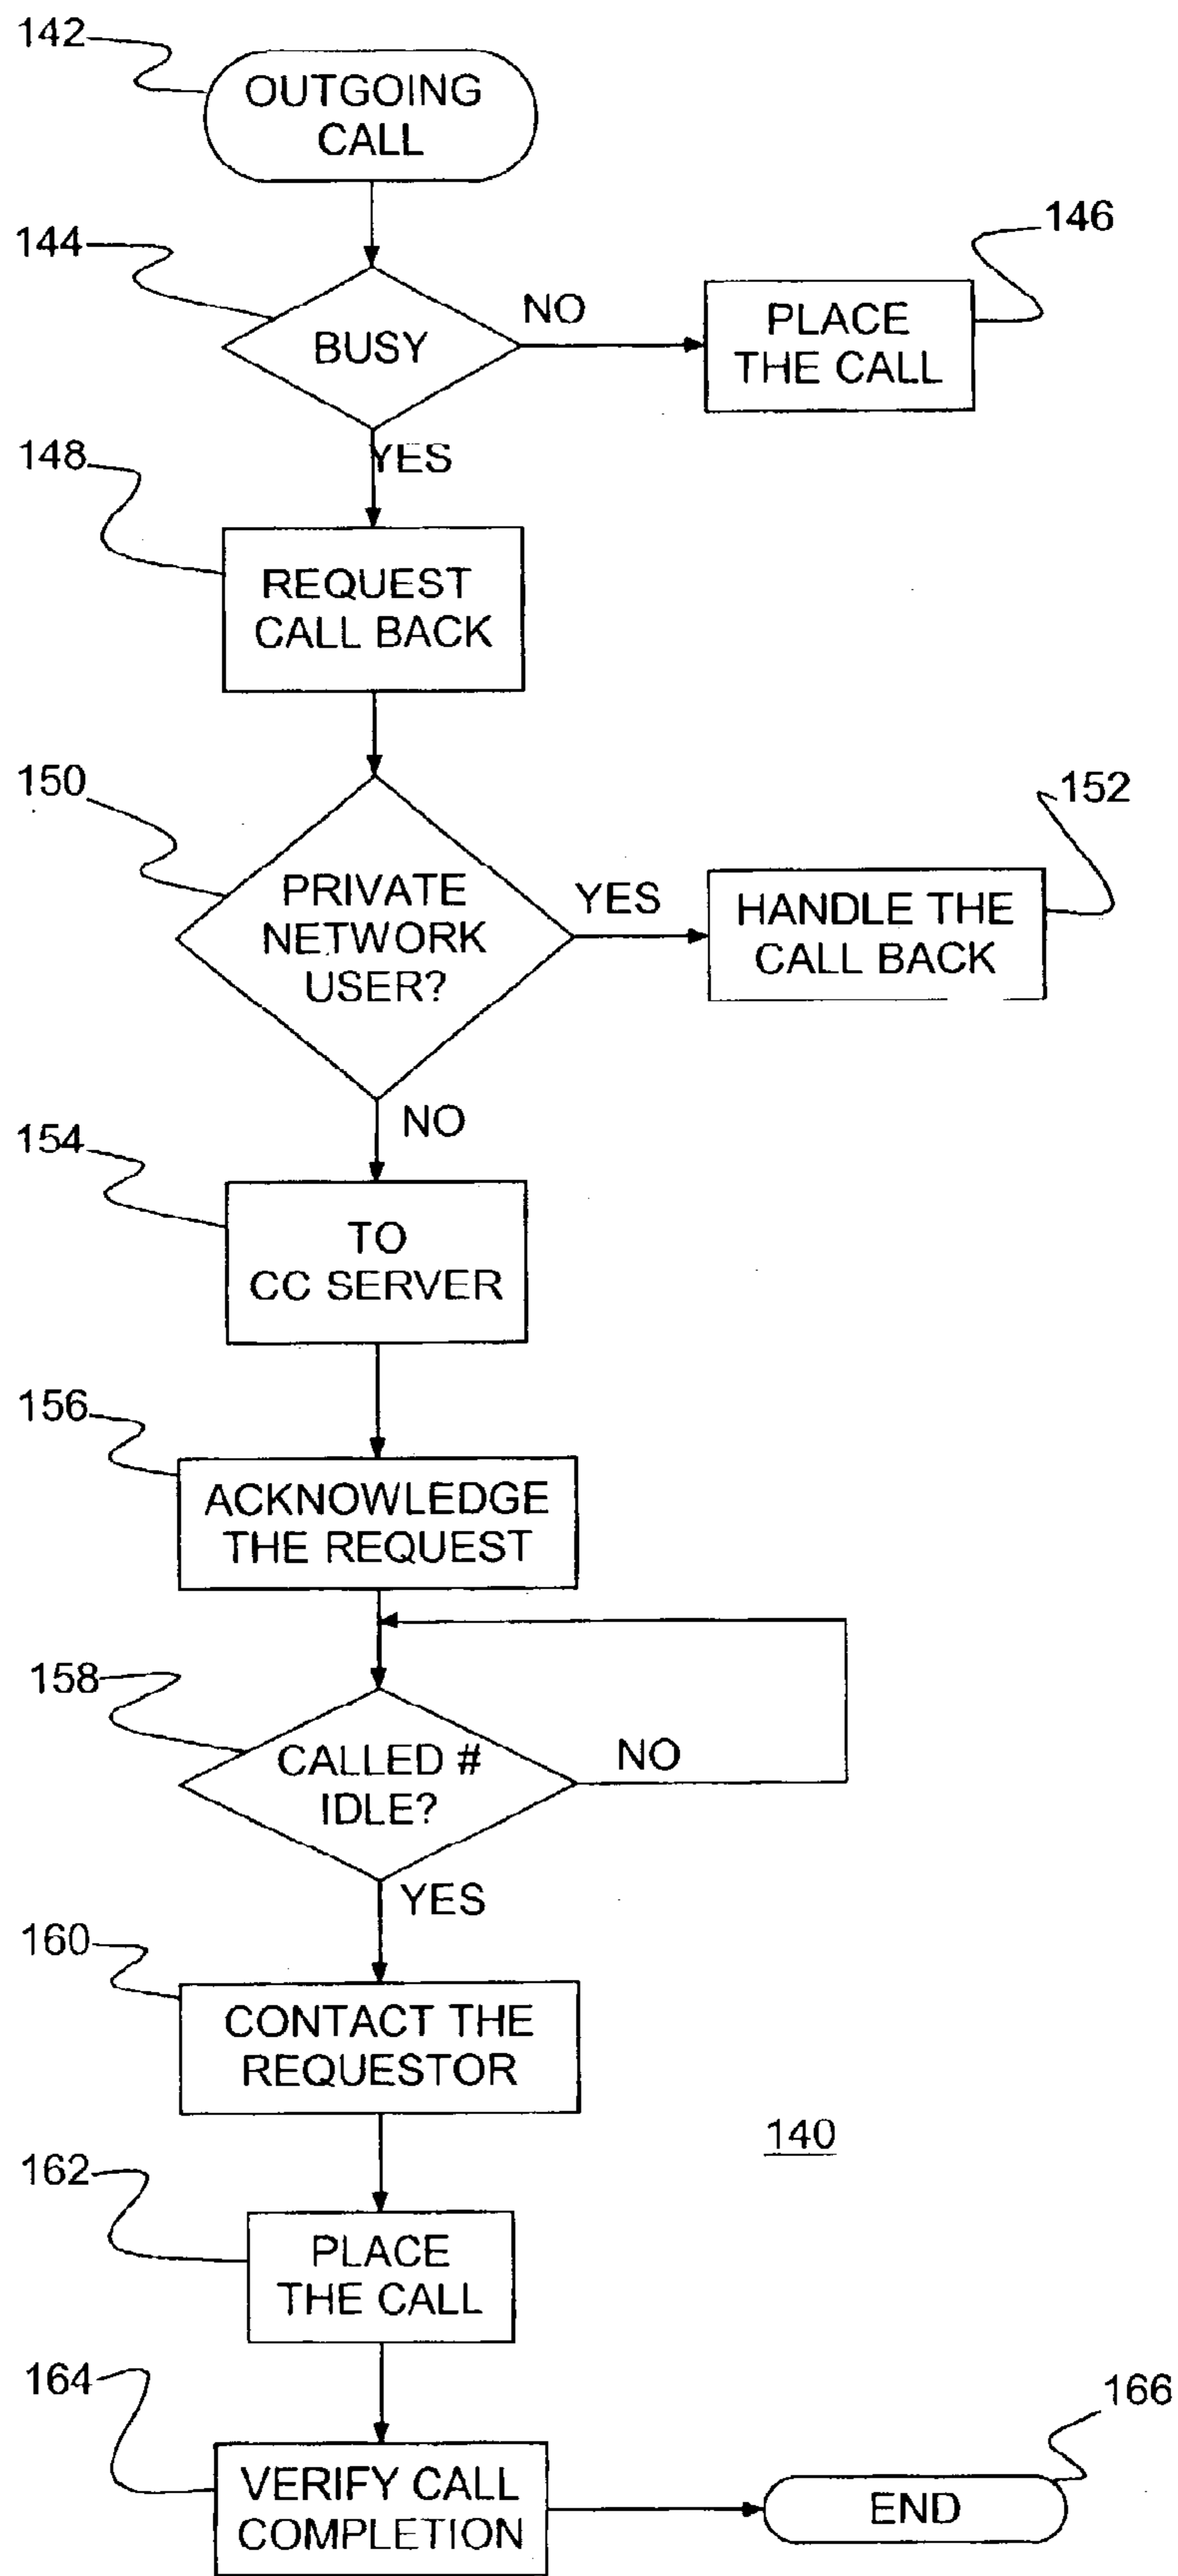 142
OUTGOING
CALL
144
BUSY
NO
146
PLACE
THE CALL
YES
148
REQUEST
CALL BACK
150
PRIVATE
NETWORK
USER?
YES
152
HANDLE THE
CALL BACK
NO
154
TO
CC SERVER
156
ACKNOWLEDGE
THE REQUEST
158
CALLED #
IDLE?
NO
YES
160
CONTACT THE
REQUESTOR
140
162
PLACE
THE CALL
164
VERIFY CALL
COMPLETION
166
END